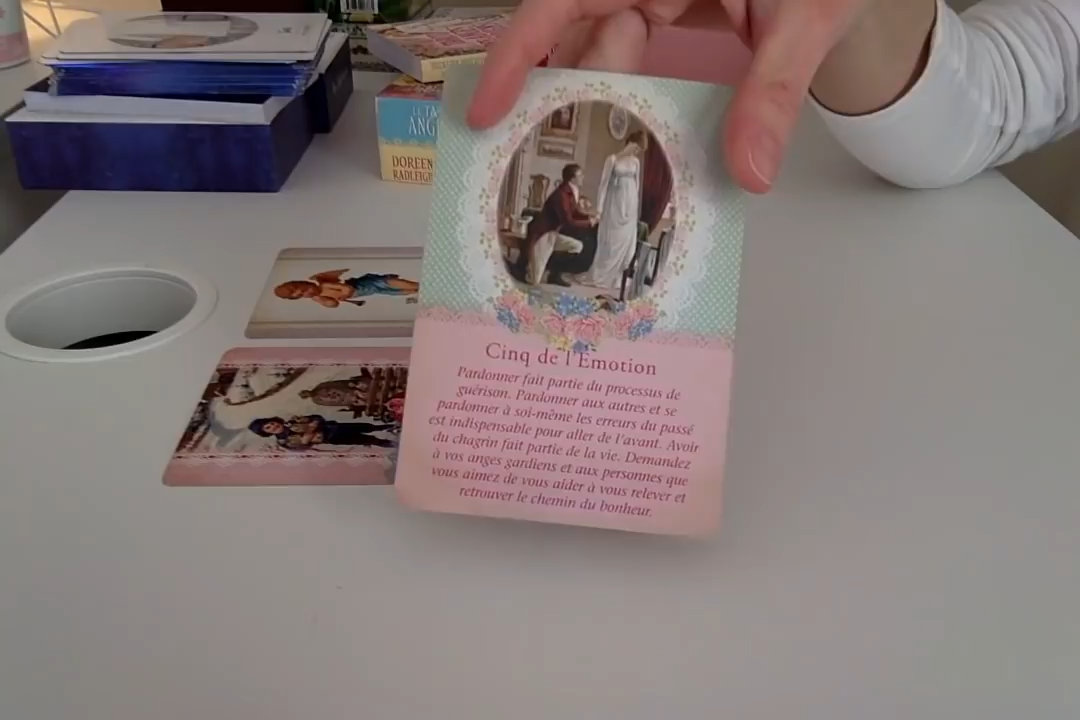 ANG
DOREEN
RADLEIGH
Cinq de l'Emotion
Pardonner fait partie du processus de
guérison. Pardonner aux autres et se
pardonner à soi-même les erreurs du passé
est indispensable pour aller de l'avant. Avoir
du chagrin fait partie de la vie. Demandez
à vos anges gardiens et aux personnes que
vous aimez de vous aider à vous relever et
retrouver le chemin du bonheur.